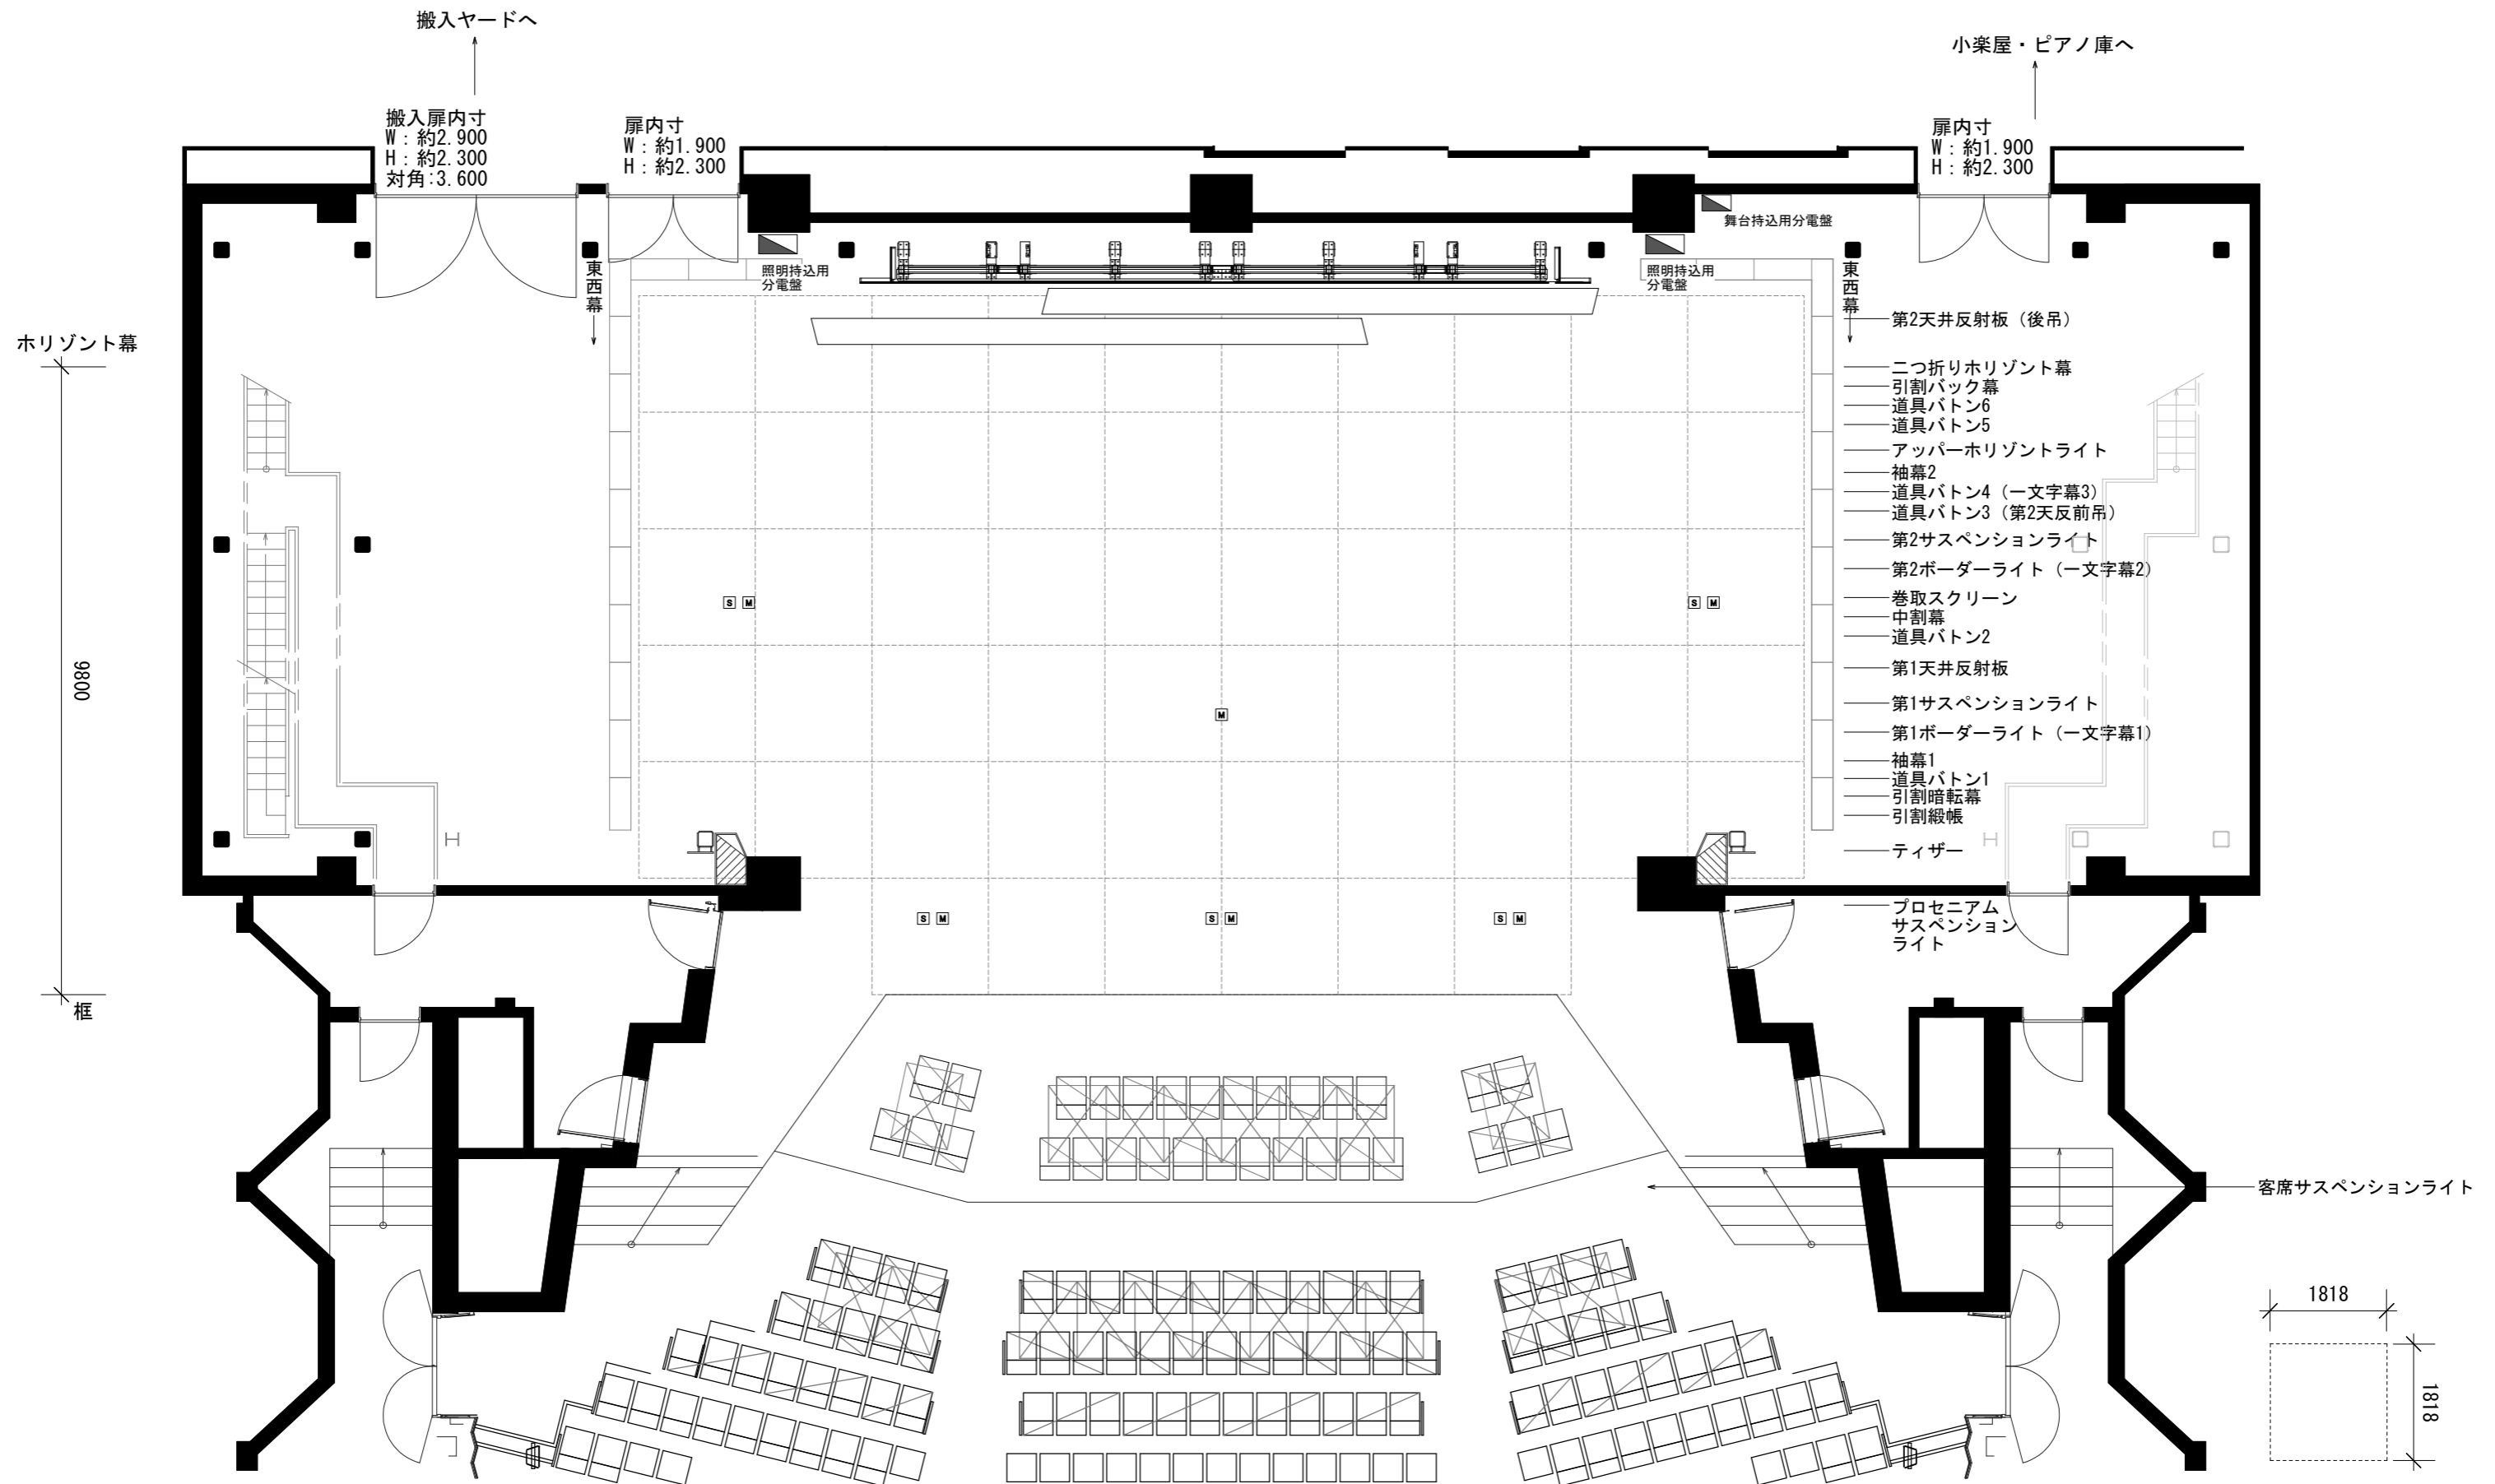 搬入ヤードへ
小楽屋・ピアノ庫へ
搬入扉内寸
W：約2.900
H：約2.300
対角:3.600
扉内寸
W：約1.900
H：約2.300
扉内寸
W：約1.900
H：約2.300
舞台持込用分電盤
照明持込用
分電盤
照明持込用
分電盤
東西幕
東西幕
ホリゾント幕
9800
框
第2天井反射板（後吊）
二つ折りホリゾント幕
引割バック幕
道具バトン6
道具バトン5
アッパーホリゾントライト
袖幕2
道具バトン4（一文字幕3）
道具バトン3（第2天反前吊）
第2サスペンションライト
第2ボーダーライト（一文字幕2）
巻取スクリーン
中割幕
道具バトン2
第1天井反射板
第1サスペンションライト
第1ボーダーライト（一文字幕1）
袖幕1
道具バトン1
引割暗転幕
引割緞帳
ティザー
プロセニアム
サスペンション
ライト
S M
S M
M
S M
S M
S M
客席サスペンションライト
1818
1818